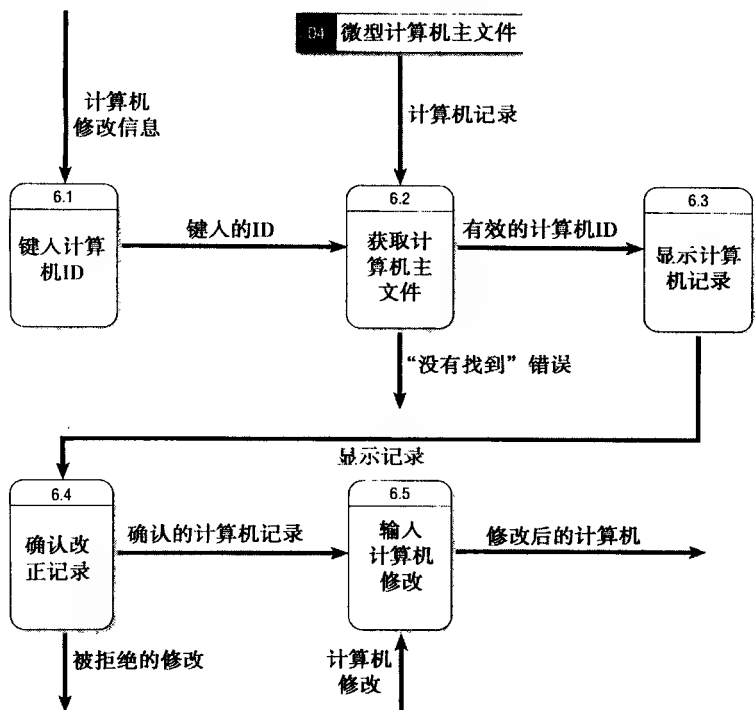 D4 微型计算机主文件
计算机
修改信息
计算机记录
6.1
键入计算
机ID
键入的ID
6.2
获取计
算机主
文件
有效的计算机ID
6.3
显示计算
机记录
“没有找到”错误
显示记录
6.4
确认改
正记录
确认的计算机记录
6.5
输入
计算机
修改
修改后的计算机
被拒绝的修改
计算机
修改